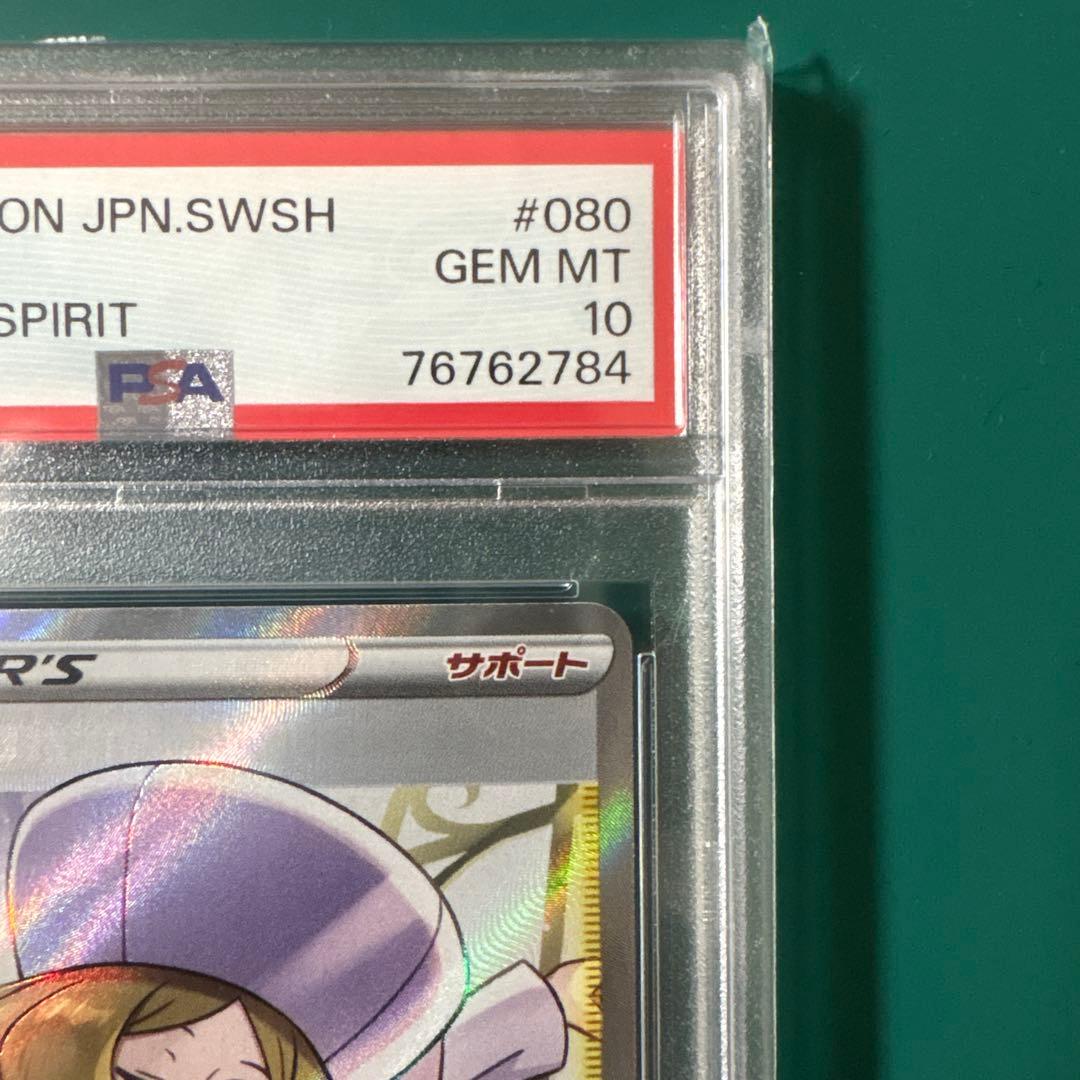 ON JPN.SWSH #080
GEM MT
SPIRIT 10
PSA 76762784
R'S サポート